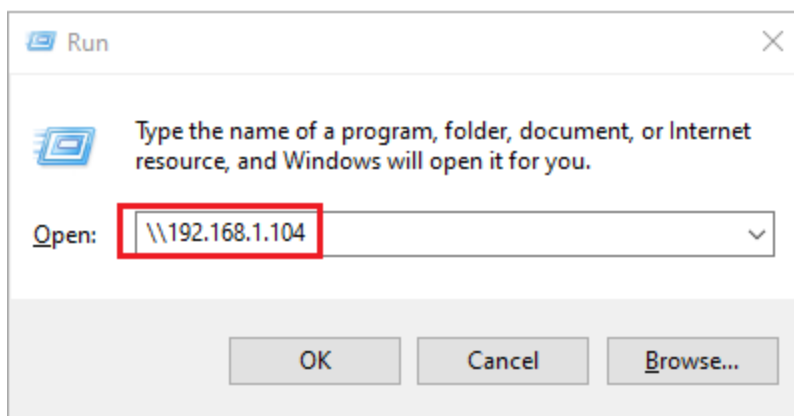 Run
Type the name of a program, folder, document, or Internet
resource, and Windows will open it for you.
Open: \\192.168.1.104
OK Cancel Browse...